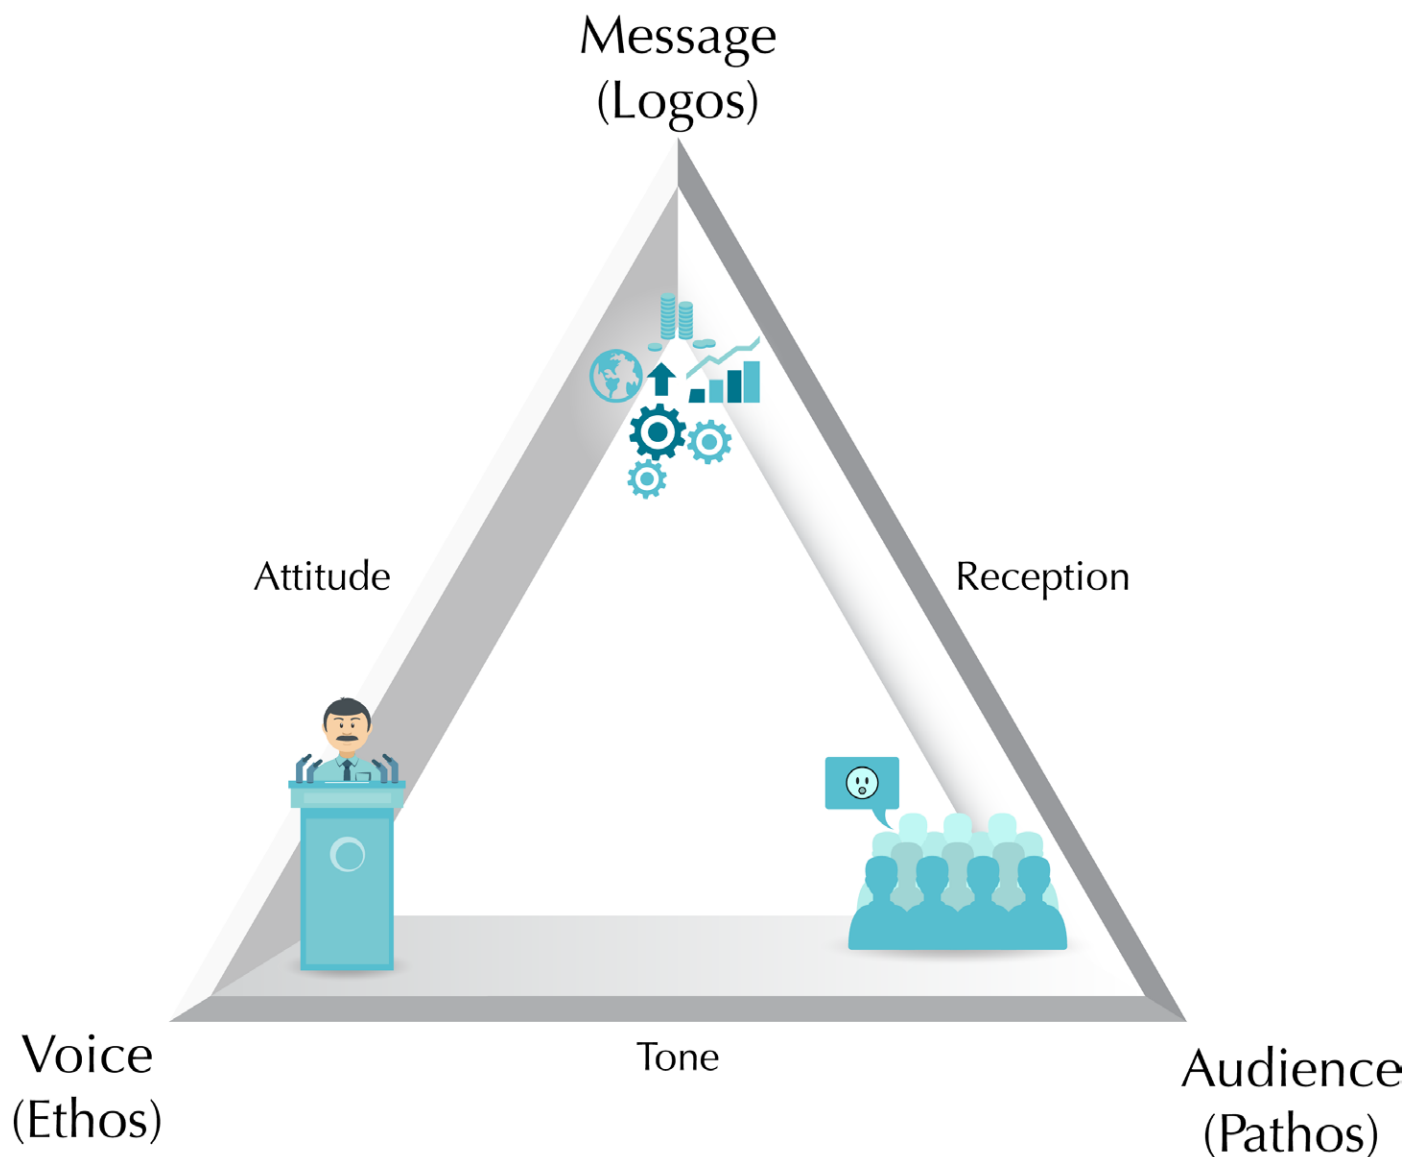 Message
(Logos)
Attitude
Reception
Voice
(Ethos)
Tone
Audience
(Pathos)